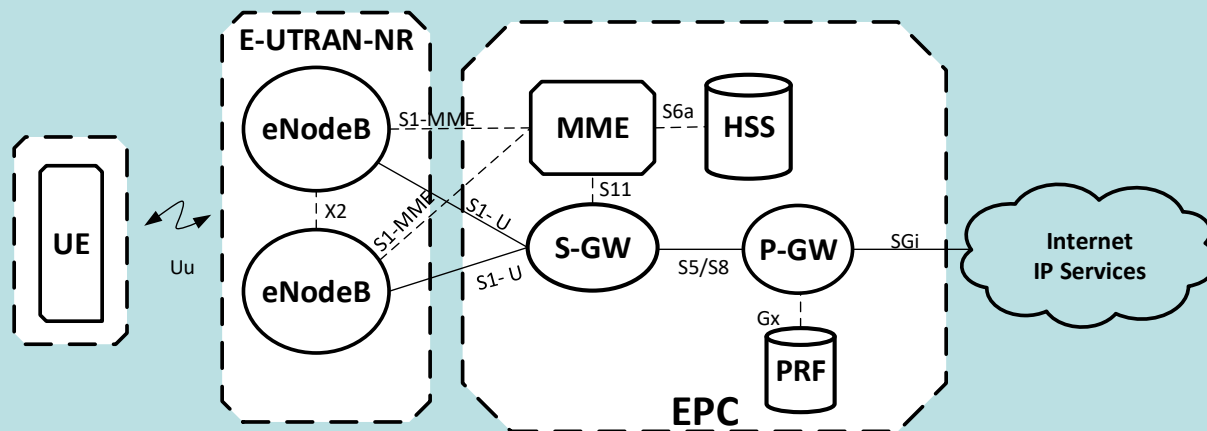 E-UTRAN-NR
eNodeB
S1-MME
MME
S6a
HSS
S11
X2
S1-MME
S1- U
UE
Uu
eNodeB
S1- U
S-GW
S5/S8
P-GW
SGi
Internet
IP Services
Gx
PRF
EPC